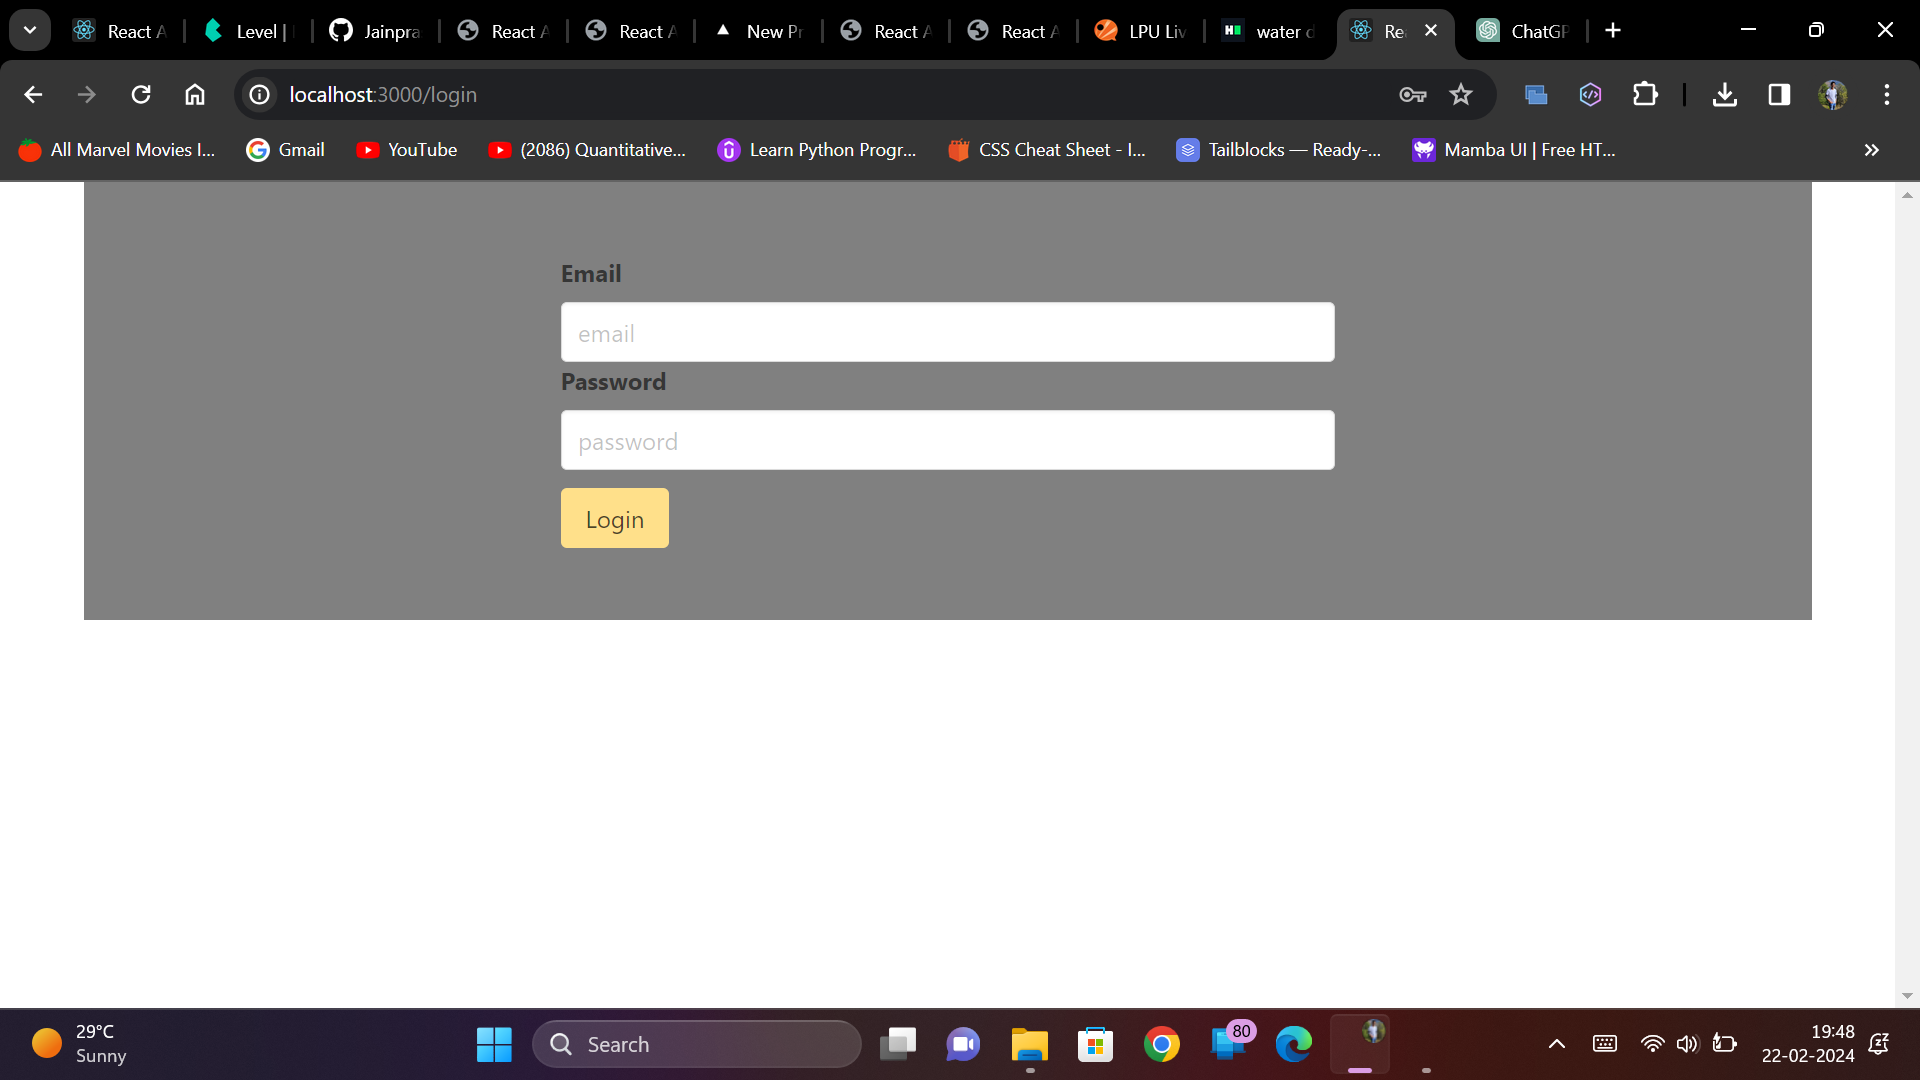 React A
Level |
Jainpra
React A
React A
New Pr
React A
React A
LPU Liv
water d
Rea
ChatGP
localhost:3000/login
All Marvel Movies I...
Gmail
YouTube
(2086) Quantitative...
Learn Python Progr...
CSS Cheat Sheet - I...
Tailblocks — Ready-...
Mamba UI | Free HT...
Email
email
Password
password
Login
29°C
Sunny
Search
80
19:48
22-02-2024